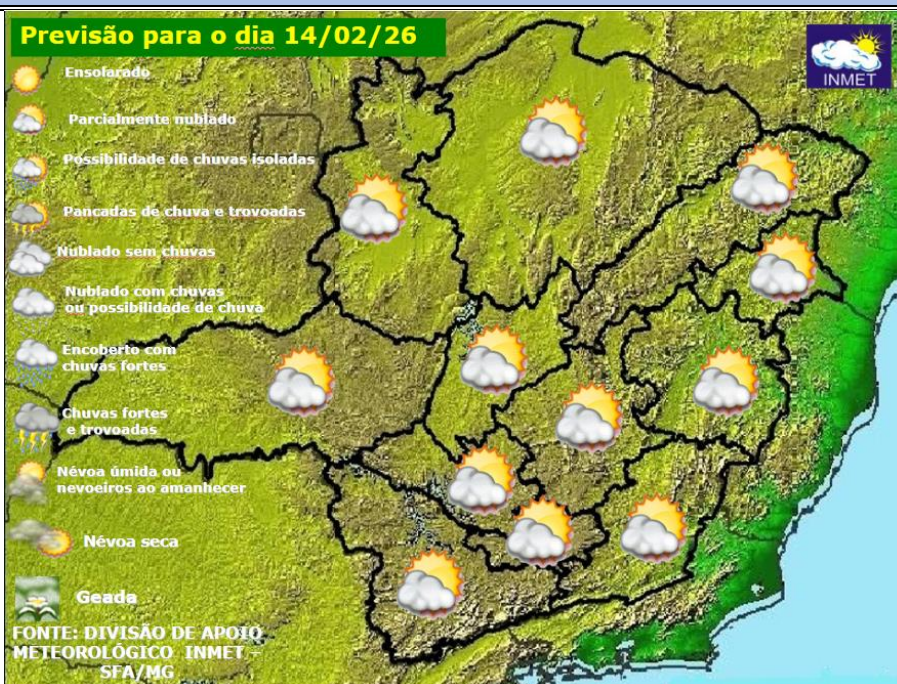 Previsão para o dia 14/02/26
INMET
Ensolarado
Parcialmente nublado
Possibilidade de chuvas isoladas
Pancadas de chuva e trovoadas
Nublado sem chuvas
Nublado com chuvas
ou possibilidade de chuva
Encoberto com
chuvas fortes
Chuvas fortes
e trovoadas
Névoa úmida ou
nevoeiros ao amanhecer
Névoa seca
Geada
FONTE: DIVISÃO DE APOIO
METEOROLÓGICO INMET –
SFA/MG